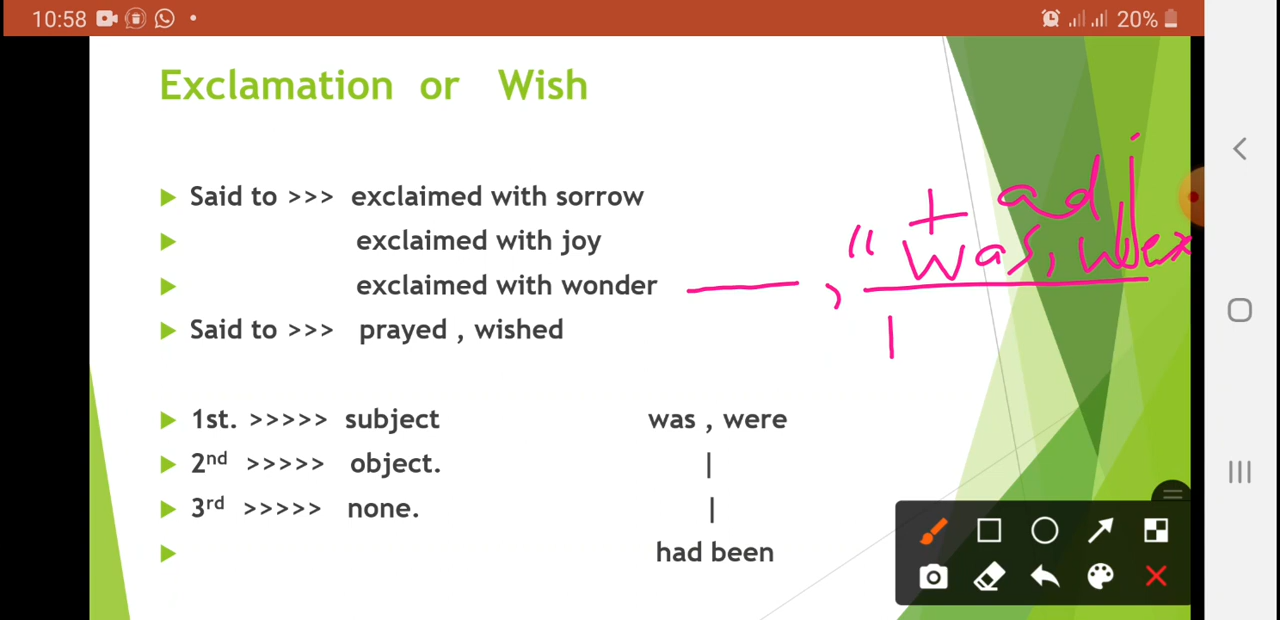 10:58 20%
Exclamation or Wish
Said to >>> exclaimed with sorrow
exclaimed with joy
exclaimed with wonder
Said to >>> prayed , wished
+ adj
" was,
,
1st. >>>>> subject was , were
2nd >>>>> object. |
3rd >>>>> none. |
had been